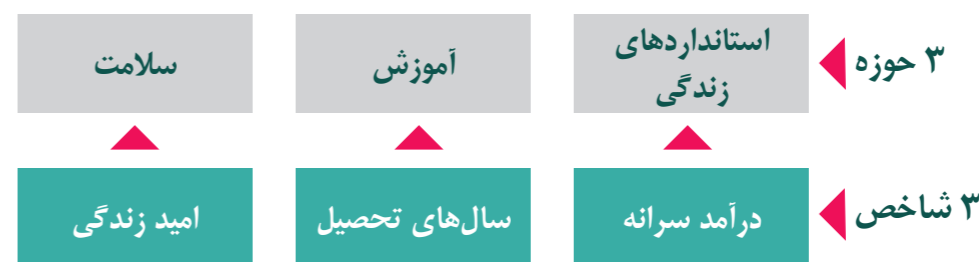 ۳ حوزه
استانداردهای
زندگی
آموزش
سلامت
۳ شاخص
درآمد سرانه
سال‌های تحصیل
امید زندگی